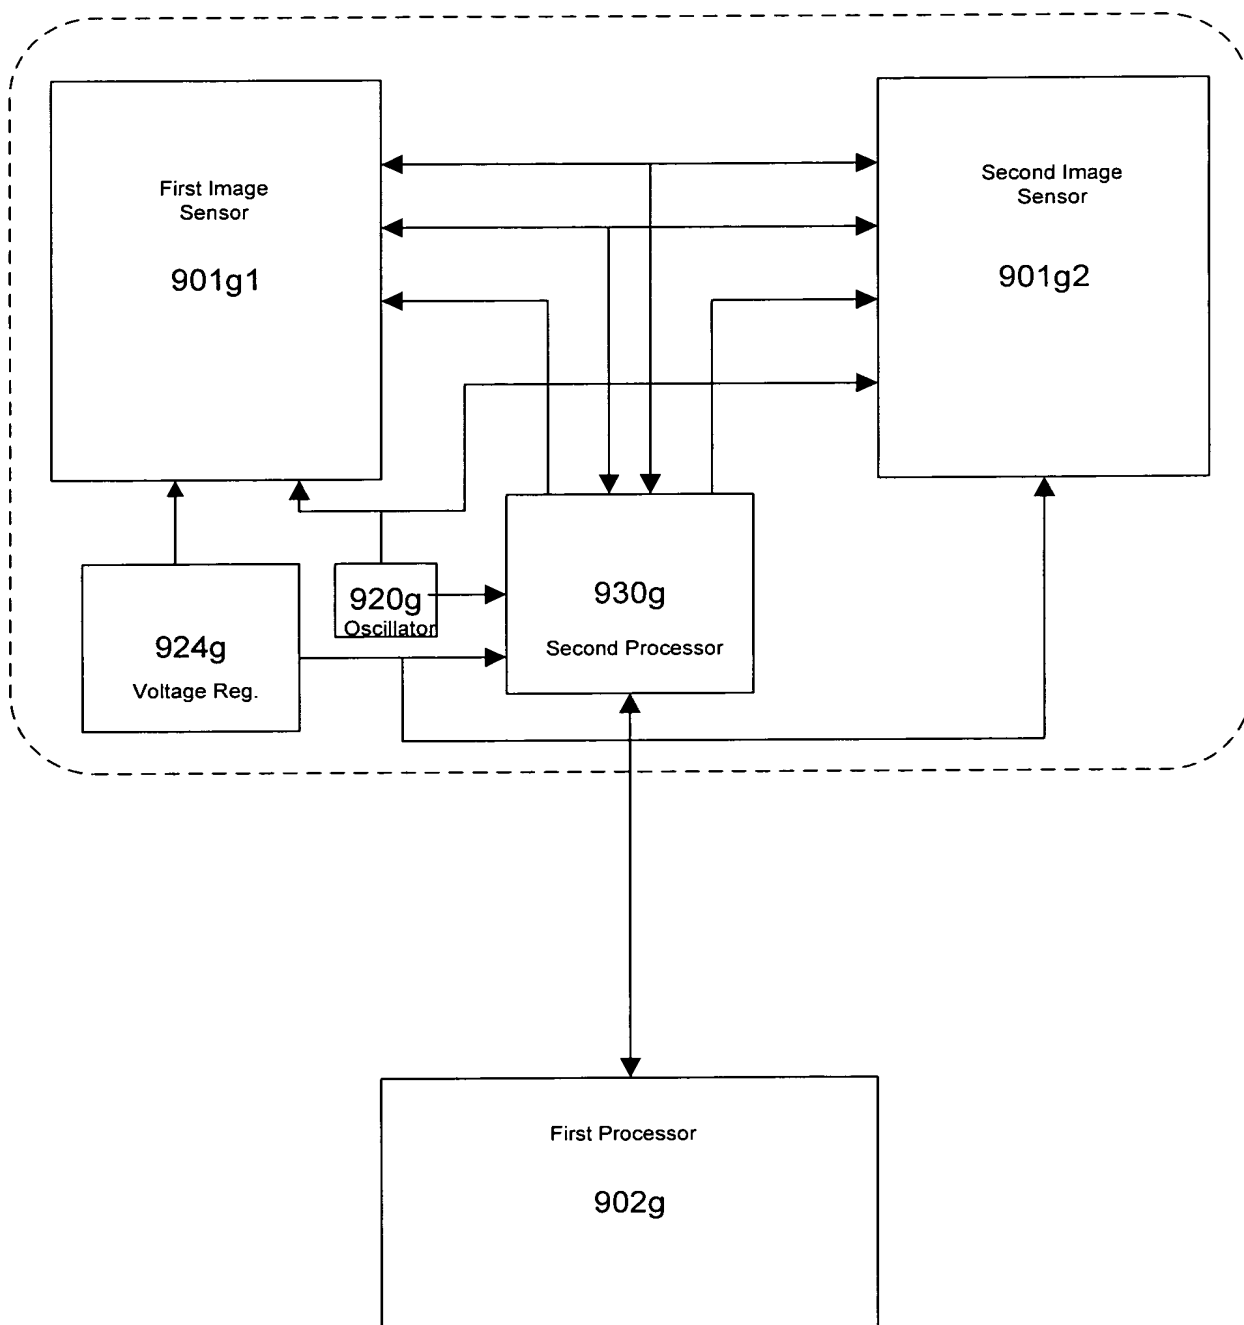 First Image
Sensor
901g1
Second Image
Sensor
901g2
920g
Oscillator
930g
Second Processor
924g
Voltage Reg.
First Processor
902g